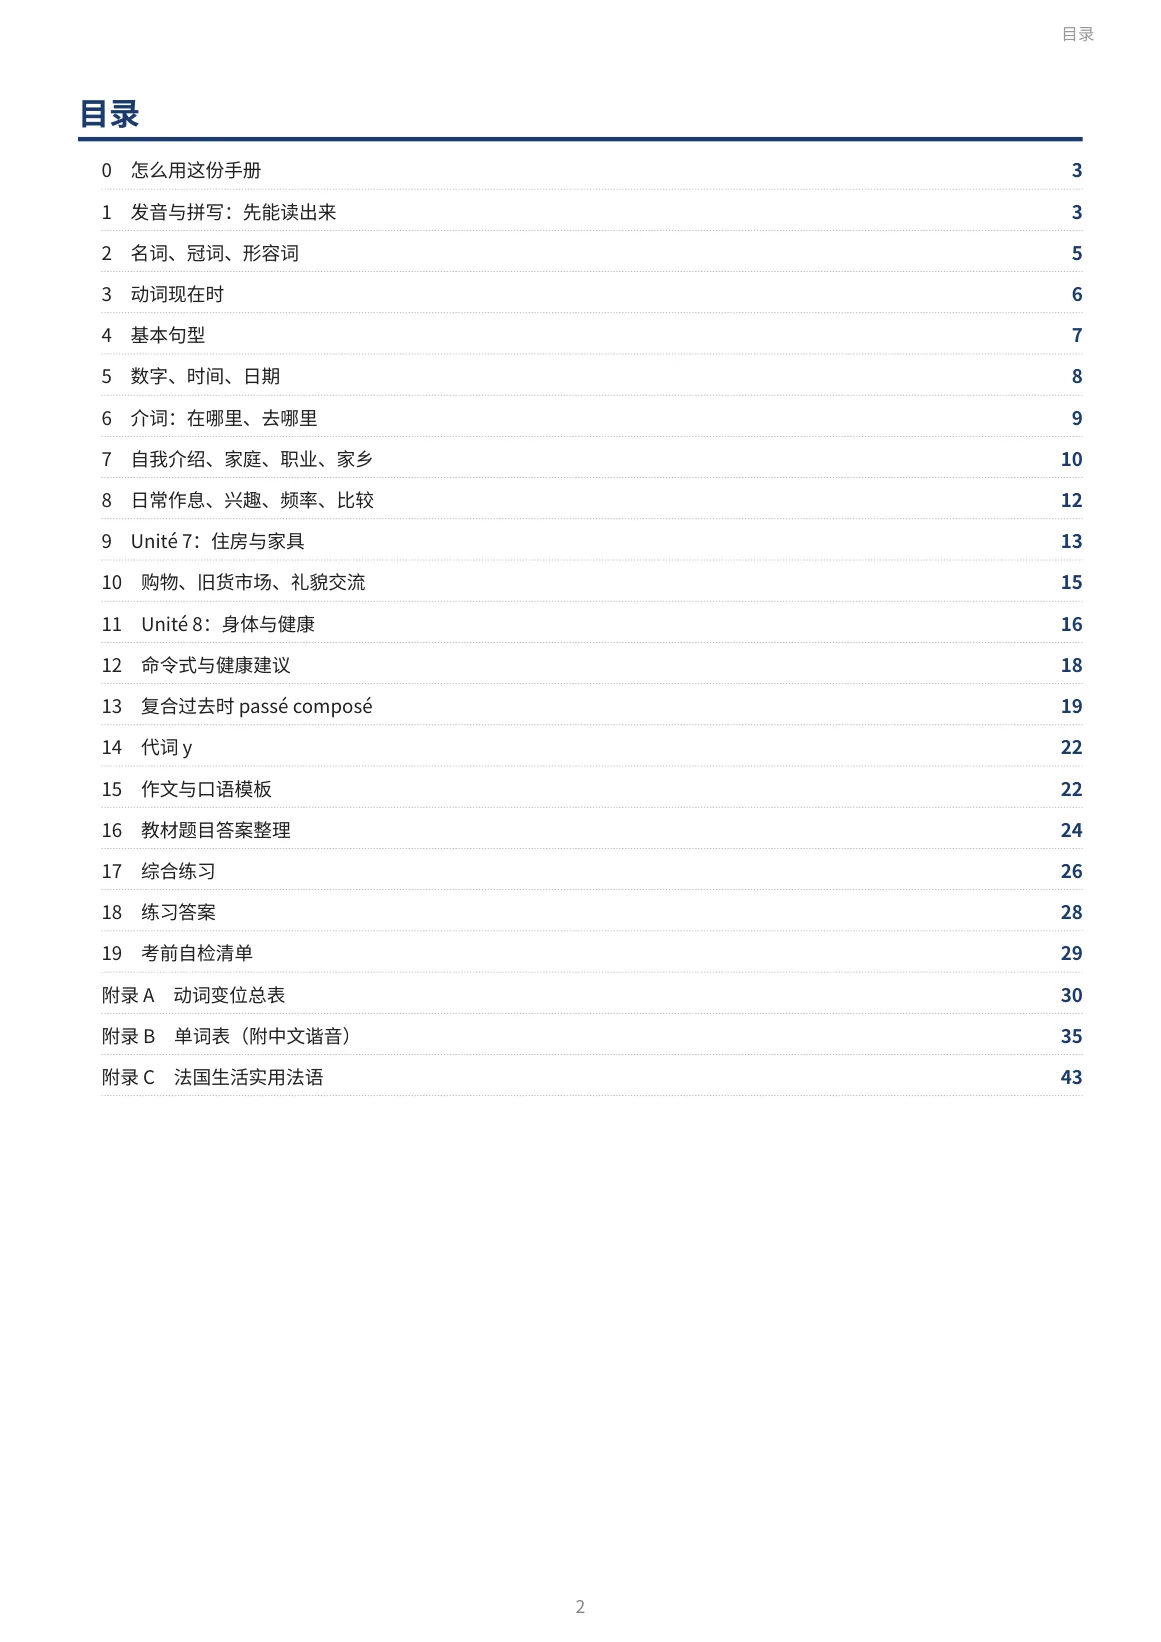 目录
目录
0 怎么用这份手册 3
1 发音与拼写：先能读出来 3
2 名词、冠词、形容词 5
3 动词现在时 6
4 基本句型 7
5 数字、时间、日期 8
6 介词：在哪里、去哪里 9
7 自我介绍、家庭、职业、家乡 10
8 日常作息、兴趣、频率、比较 12
9 Unité 7：住房与家具 13
10 购物、旧货市场、礼貌交流 15
11 Unité 8：身体与健康 16
12 命令式与健康建议 18
13 复合过去时 passé composé 19
14 代词 y 22
15 作文与口语模板 22
16 教材题目答案整理 24
17 综合练习 26
18 练习答案 28
19 考前自检清单 29
附录 A 动词变位总表 30
附录 B 单词表（附中文谐音） 35
附录 C 法国生活实用法语 43
2